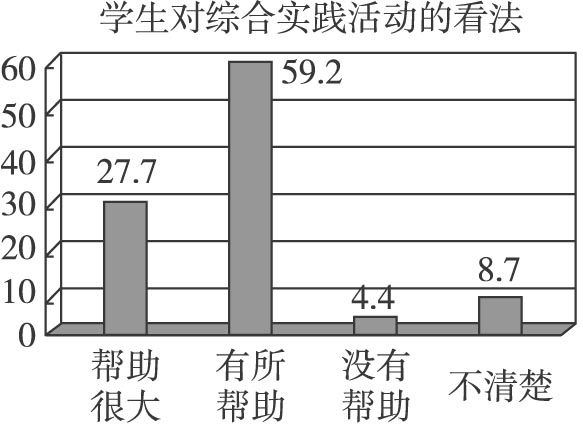 学生对综合实践活动的看法
60
50
40
30
20
10
0
27.7
59.2
4.4
8.7
帮助
很大
有所
帮助
没有
帮助
不清楚